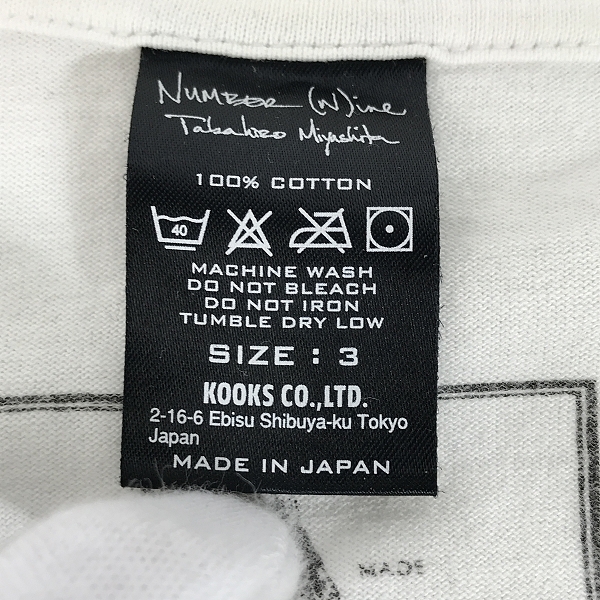 NUMBER (N)ine
Takahiro Miyashita
100% COTTON
40
MACHINE WASH
DO NOT BLEACH
DO NOT IRON
TUMBLE DRY LOW
SIZE : 3
KOOKS CO.,LTD.
2-16-6 Ebisu Shibuya-ku Tokyo
Japan
MADE IN JAPAN
MADE